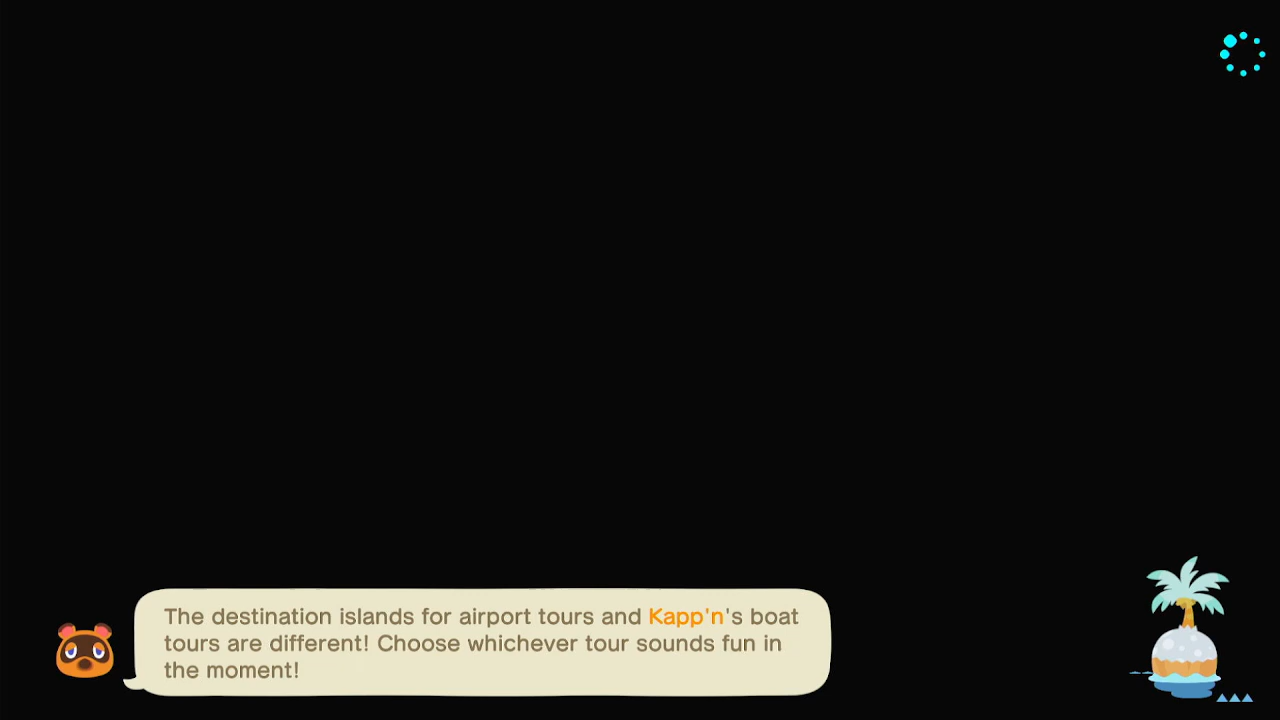 The destination islands for airport tours and Kapp'n's boat
tours are different! Choose whichever tour sounds fun in
the moment!